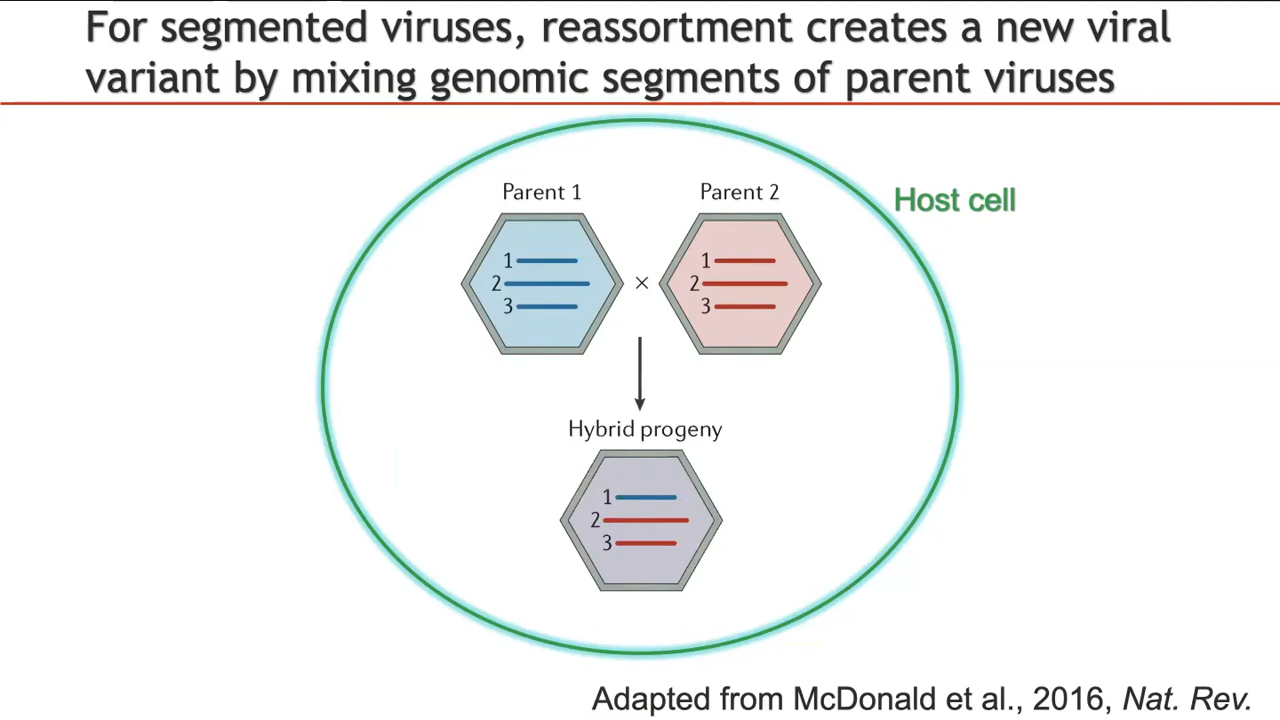 For segmented viruses, reassortment creates a new viral
variant by mixing genomic segments of parent viruses
Parent 1
Parent 2
Host cell
1
2
3
×
1
2
3
Hybrid progeny
1
2
3
Adapted from McDonald et al., 2016, Nat. Rev.